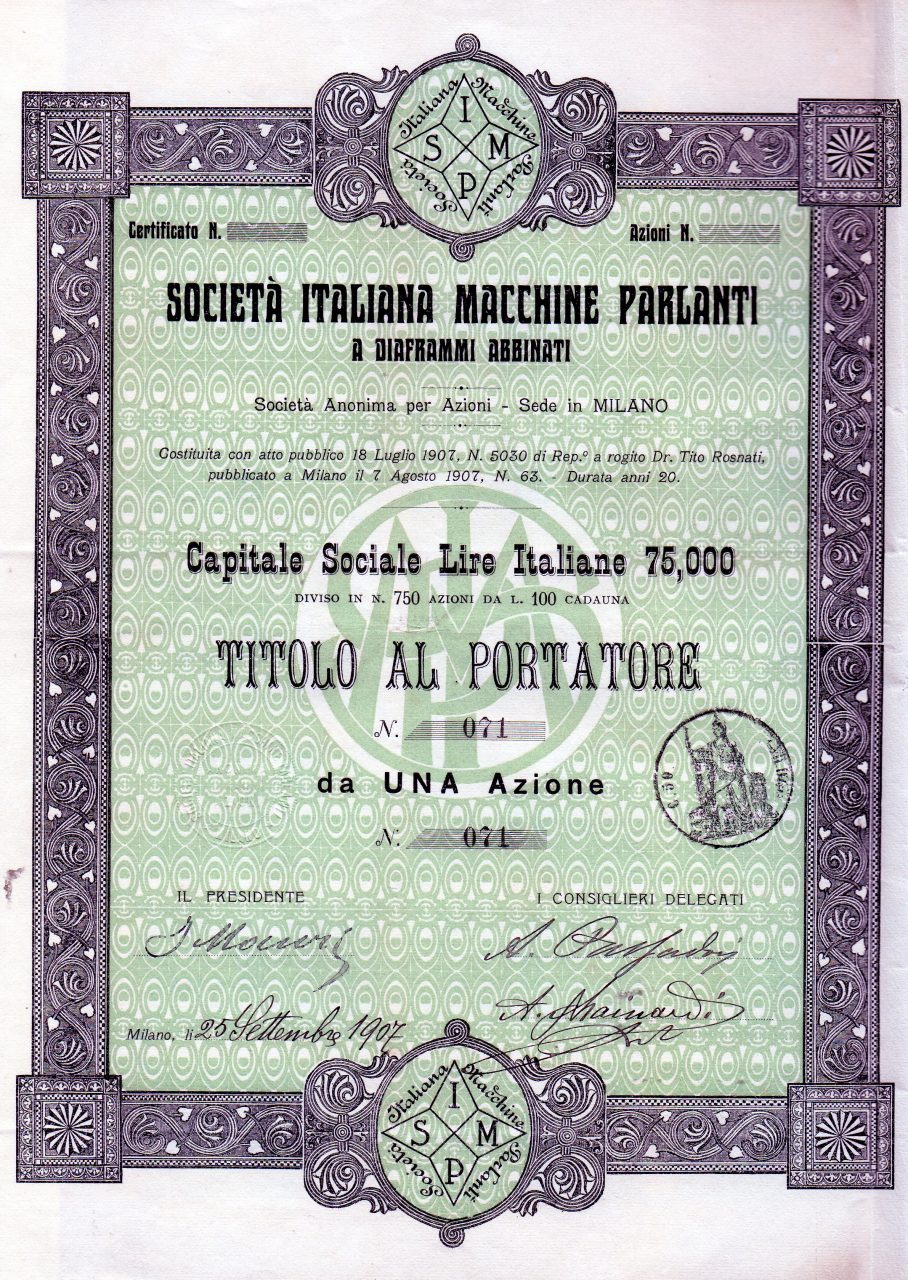 Società Italiana Macchine Parlanti
S I M P
Certificato N.
Azioni N.
SOCIETÀ ITALIANA MACCHINE PARLANTI
A DIAFRAMMI ABBINATI
Società Anonima per Azioni - Sede in MILANO
Costituita con atto pubblico 18 Luglio 1907, N. 5030 di Rep.º a rogito Dr. Tito Rosnati,
pubblicato a Milano il 7 Agosto 1907, N. 63. - Durata anni 20.
Capitale Sociale Lire Italiane 75,000
DIVISO IN N. 750 AZIONI DA L. 100 CADAUNA
TITOLO AL PORTATORE
N. 071
da UNA Azione
N. 071
IL PRESIDENTE
I CONSIGLIERI DELEGATI
A.
A. Mainardi
Milano, li 25 Settembre 1907
Società Italiana Macchine Parlanti
S I M P